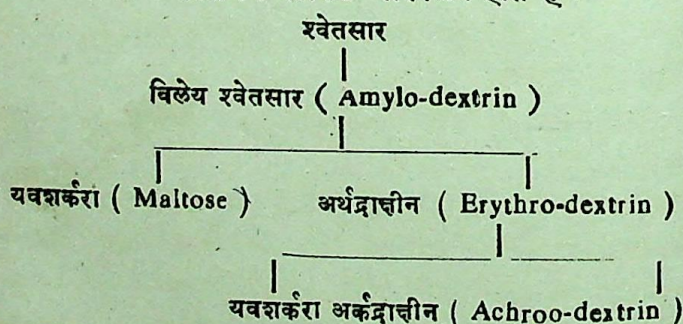 श्वेतसार
विलेय श्वेतसार ( Amylo-dextrin )
यवशर्करा ( Maltose ) अर्थद्राक्षीन ( Erythro-dextrin )
यवशर्करा अर्कद्राक्षीन ( Achroo-dextrin )